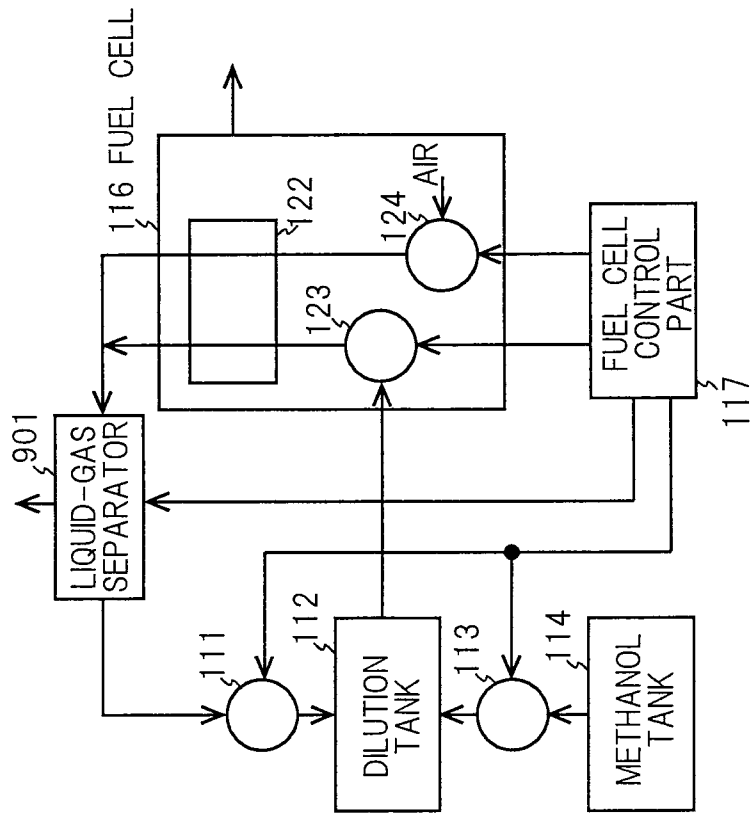 116 FUEL CELL
122
123
124
AIR
FUEL CELL
CONTROL
PART
117
901
LIQUID-GAS
SEPARATOR
111
112
DILUTION
TANK
113
114
METHANOL
TANK